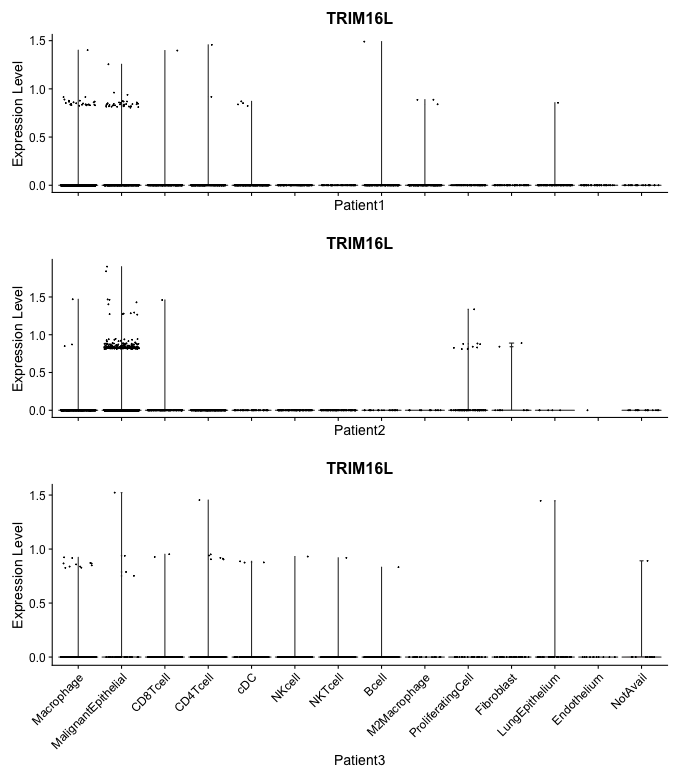 TRIM16L
1.5
1.0
0.5
0.0
Expression Level
Patient1
TRIM16L
1.5
1.0
0.5
0.0
Expression Level
Patient2
TRIM16L
1.5
1.0
0.5
0.0
Expression Level
Macrophage
MalignantEpithelial
CD8Tcell
CD4Tcell
cDC
NKcell
NKTcell
Bcell
M2Macrophage
ProliferatingCell
Fibroblast
LungEpithelium
Endothelium
NotAvail
Patient3